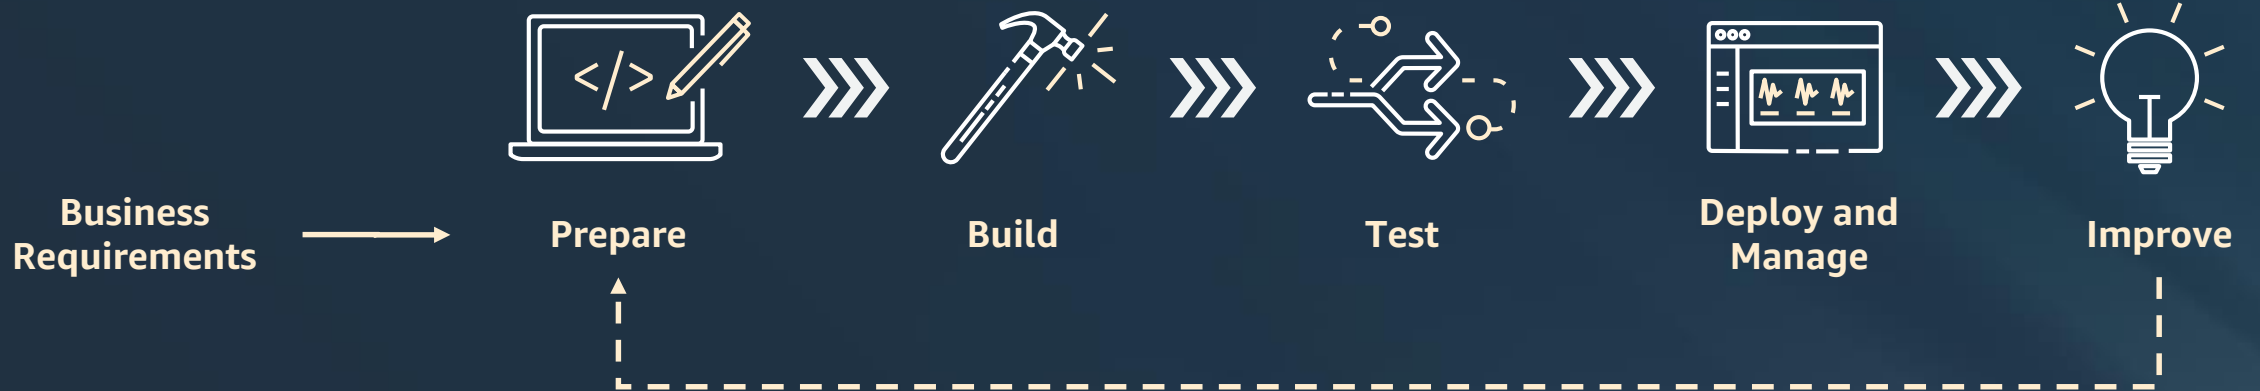 </>
Business
Requirements
Prepare
Build
Test
Deploy and
Manage
Improve